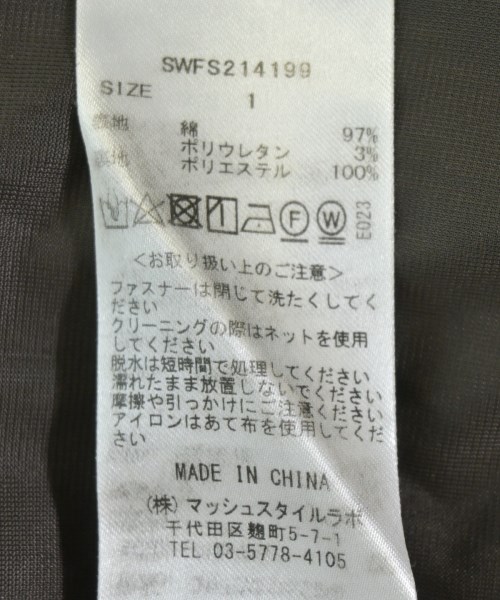 SWFS214199
SIZE 1
表地 綿 97%
ポリウレタン 3%
裏地 ポリエステル 100%
F W E023
<お取り扱い上のご注意>
ファスナーは閉じて洗たくしてく
ださい
クリーニングの際はネットを使用
してください
脱水は短時間で処理してください
濡れたまま放置しないでください
摩擦や引っかけにご注意ください
アイロンはあて布を使用してくだ
さい
MADE IN CHINA
(株)マッシュスタイルラボ
千代田区麹町5-7-1
TEL 03-5778-4105